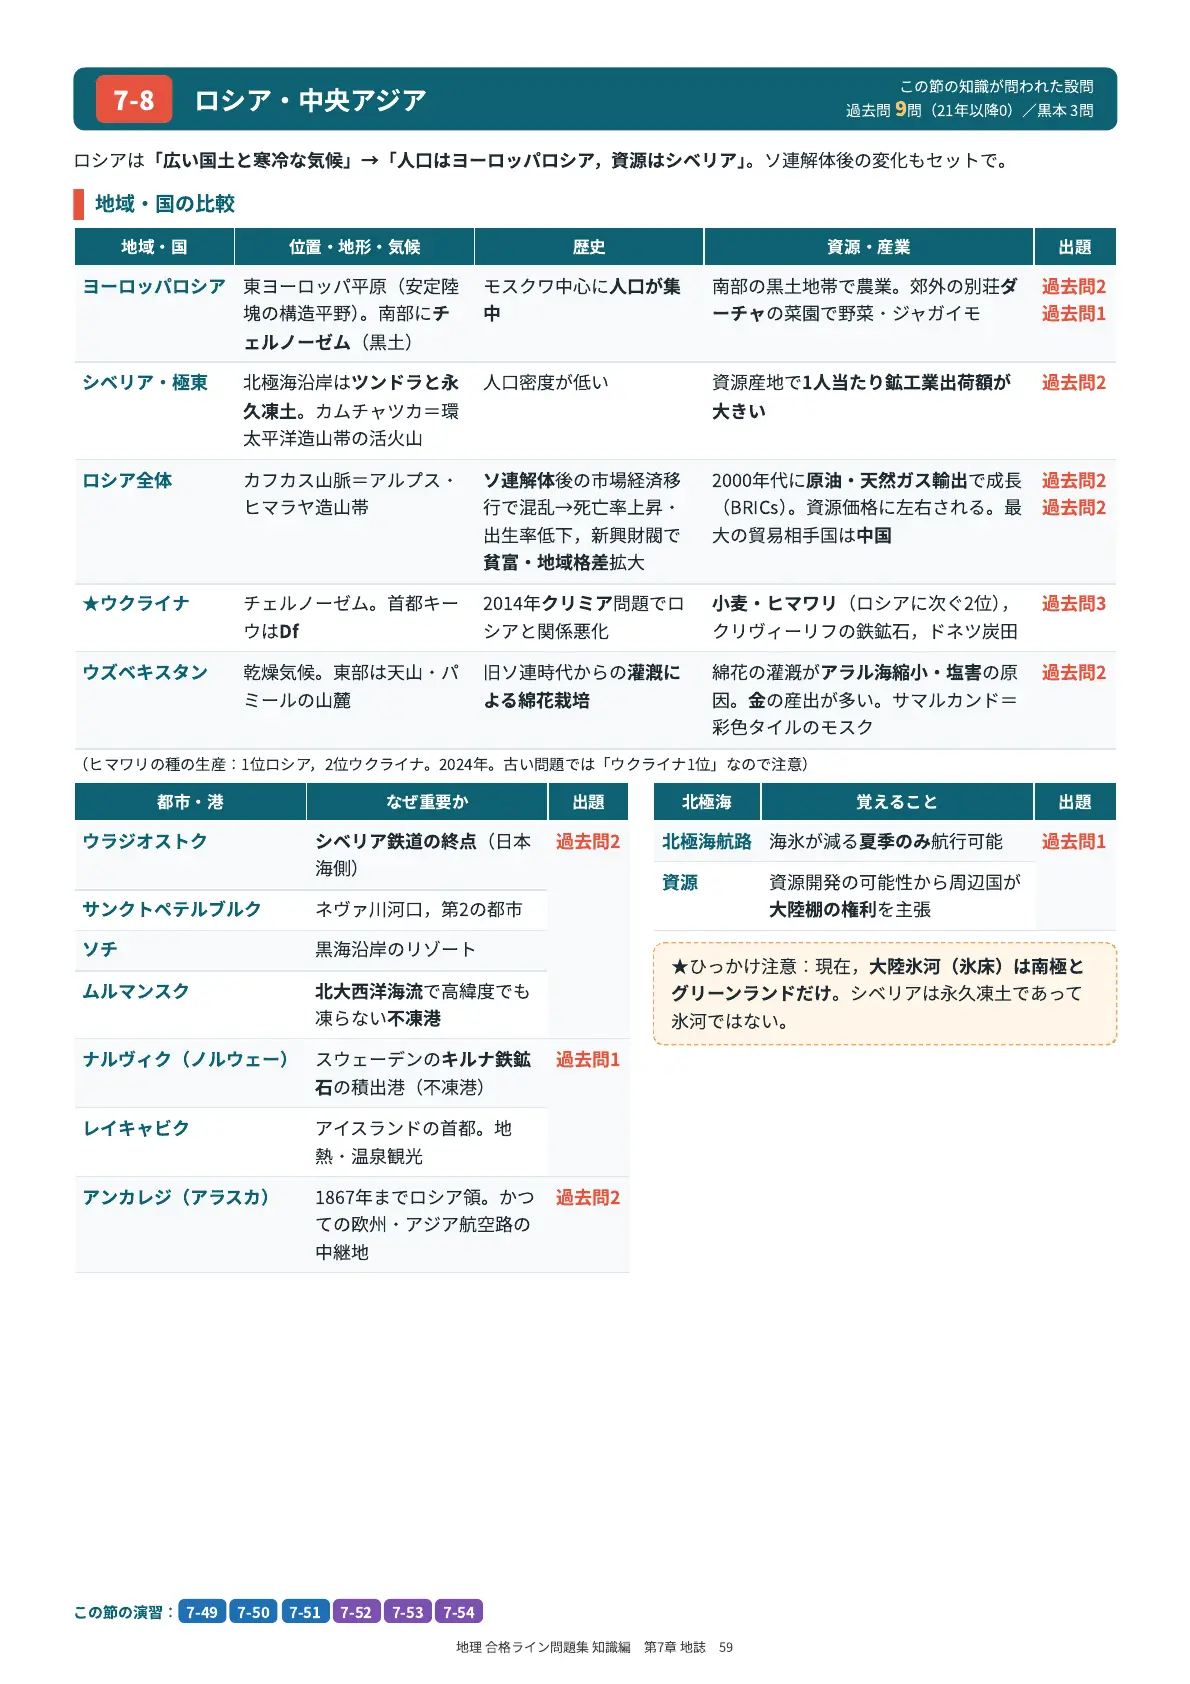 7-8 ロシア・中央アジア
この節の知識が問われた設問
過去問 9問（21年以降0）／黒本 3問
ロシアは「広い国土と寒冷な気候」→「人口はヨーロッパロシア，資源はシベリア」。ソ連解体後の変化もセットで。
地域・国の比較
地域・国 位置・地形・気候 歴史 資源・産業 出題
ヨーロッパロシア
東ヨーロッパ平原（安定陸
塊の構造平野）。南部にチ
ェルノーゼム（黒土）
モスクワ中心に人口が集
中
南部の黒土地帯で農業。郊外の別荘ダ
ーチャの菜園で野菜・ジャガイモ
過去問2
過去問1
シベリア・極東
北極海沿岸はツンドラと永
久凍土。カムチャツカ＝環
太平洋造山帯の活火山
人口密度が低い
資源産地で1人当たり鉱工業出荷額が
大きい
過去問2
ロシア全体
カフカス山脈＝アルプス・
ヒマラヤ造山帯
ソ連解体後の市場経済移
行で混乱→死亡率上昇・
出生率低下，新興財閥で
貧富・地域格差拡大
2000年代に原油・天然ガス輸出で成長
（BRICs）。資源価格に左右される。最
大の貿易相手国は中国
過去問2
過去問2
★ウクライナ
チェルノーゼム。首都キー
ウはDf
2014年クリミア問題でロ
シアと関係悪化
小麦・ヒマワリ（ロシアに次ぐ2位），
クリヴィーリフの鉄鉱石，ドネツ炭田
過去問3
ウズベキスタン
乾燥気候。東部は天山・パ
ミールの山麓
旧ソ連時代からの灌漑に
よる綿花栽培
綿花の灌漑がアラル海縮小・塩害の原
因。金の産出が多い。サマルカンド＝
彩色タイルのモスク
過去問2
（ヒマワリの種の生産：1位ロシア，2位ウクライナ。2024年。古い問題では「ウクライナ1位」なので注意）
都市・港 なぜ重要か 出題
ウラジオストク
シベリア鉄道の終点（日本
海側）
過去問2
サンクトペテルブルク ネヴァ川河口，第2の都市
ソチ 黒海沿岸のリゾート
ムルマンスク
北大西洋海流で高緯度でも
凍らない不凍港
ナルヴィク（ノルウェー）
スウェーデンのキルナ鉄鉱
石の積出港（不凍港）
過去問1
レイキャビク
アイスランドの首都。地
熱・温泉観光
アンカレジ（アラスカ）
1867年までロシア領。かつ
ての欧州・アジア航空路の
中継地
過去問2
北極海 覚えること 出題
北極海航路 海氷が減る夏季のみ航行可能 過去問1
資源
資源開発の可能性から周辺国が
大陸棚の権利を主張
★ひっかけ注意：現在，大陸氷河（氷床）は南極と
グリーンランドだけ。シベリアは永久凍土であって
氷河ではない。
この節の演習： 7-49 7-50 7-51 7-52 7-53 7-54
地理 合格ライン問題集 知識編 第7章 地誌 59